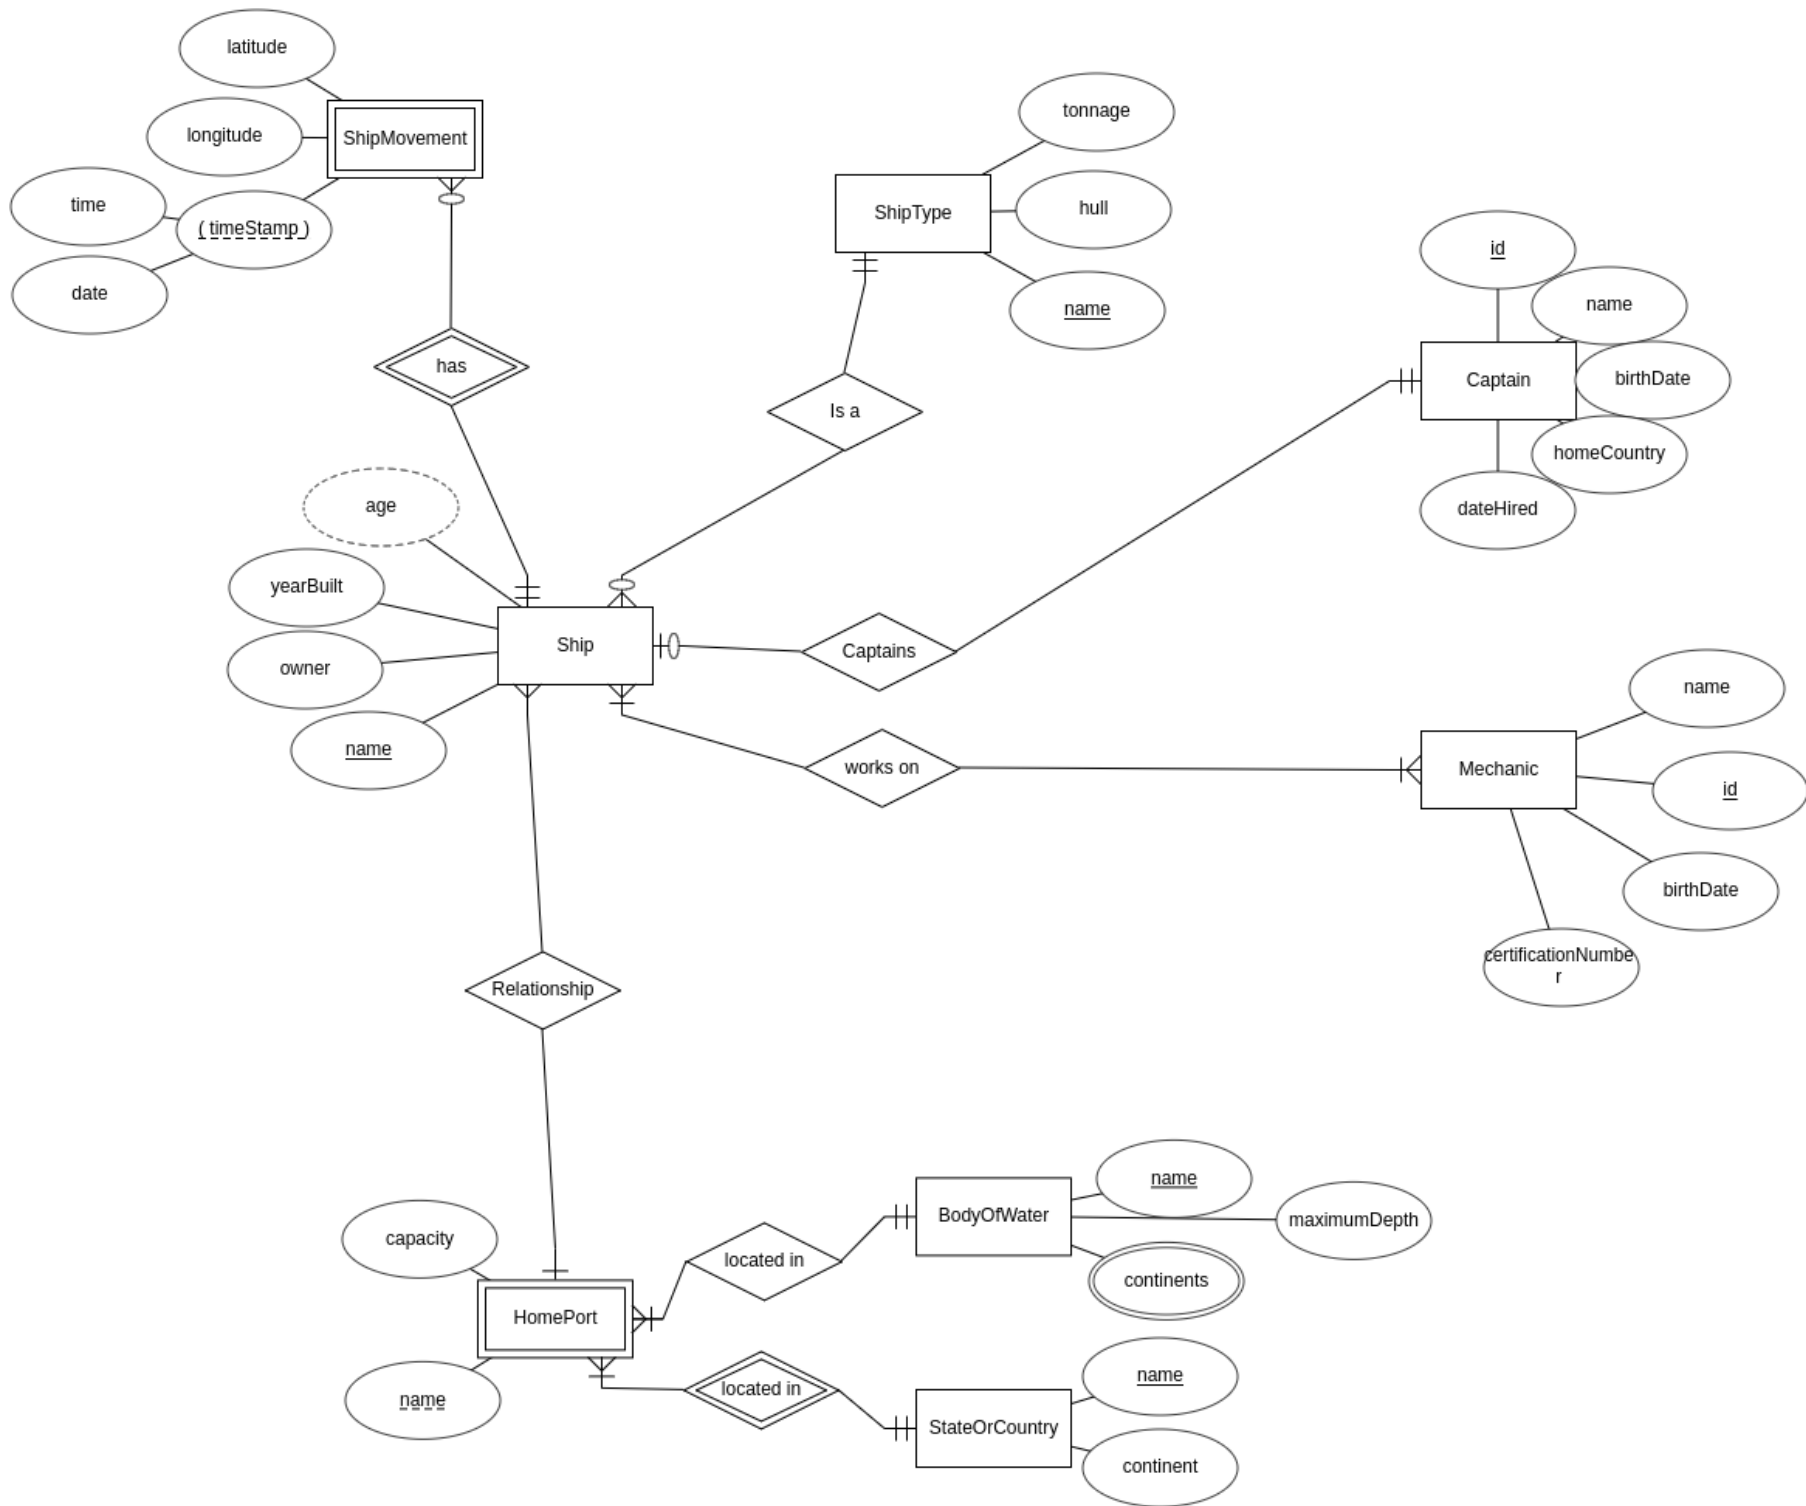 latitude
longitude
ShipMovement
time
( timeStamp )
date
has
tonnage
ShipType
hull
name
Is a
id
name
Captain
birthDate
homeCountry
dateHired
age
yearBuilt
Ship
owner
name
Captains
works on
name
Mechanic
id
birthDate
certificationNumbe
r
Relationship
capacity
HomePort
name
located in
BodyOfWater
name
maximumDepth
continents
located in
StateOrCountry
name
continent